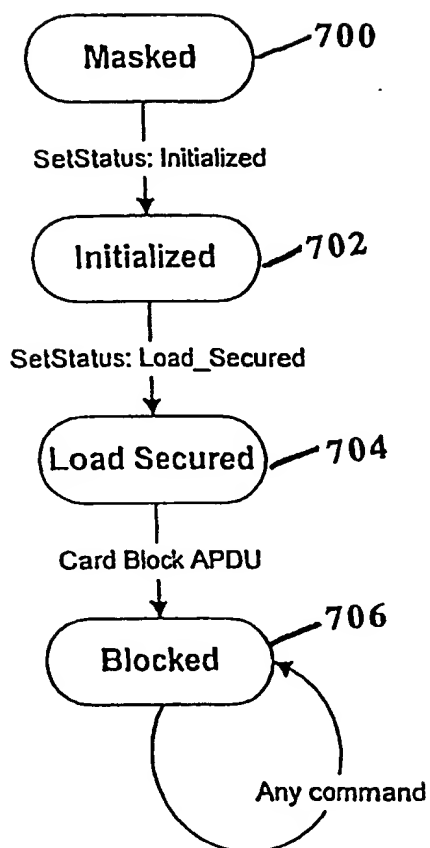 Masked
700
SetStatus: Initialized
Initialized
702
SetStatus: Load_Secured
Load Secured
704
Card Block APDU
Blocked
706
Any command